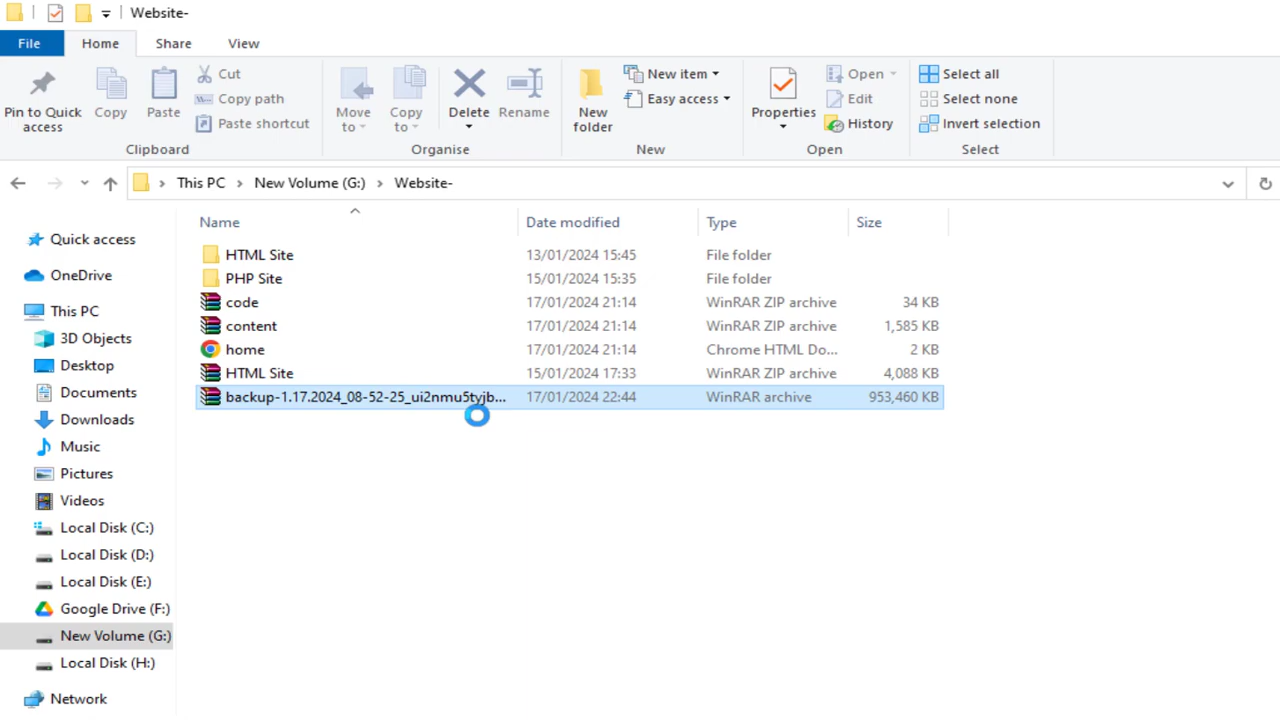 Website-
File Home Share View
Pin to Quick access
Copy
Paste
Cut
Copy path
Paste shortcut
Clipboard
Move to
Copy to
Delete
Rename
Organise
New folder
New item
Easy access
New
Properties
Open
Edit
History
Open
Select all
Select none
Invert selection
Select
This PC > New Volume (G:) > Website-
Quick access
OneDrive
This PC
3D Objects
Desktop
Documents
Downloads
Music
Pictures
Videos
Local Disk (C:)
Local Disk (D:)
Local Disk (E:)
Google Drive (F:)
New Volume (G:)
Local Disk (H:)
Network
Name Date modified Type Size
HTML Site 13/01/2024 15:45 File folder
PHP Site 15/01/2024 15:35 File folder
code 17/01/2024 21:14 WinRAR ZIP archive 34 KB
content 17/01/2024 21:14 WinRAR ZIP archive 1,585 KB
home 17/01/2024 21:14 Chrome HTML Do... 2 KB
HTML Site 15/01/2024 17:33 WinRAR ZIP archive 4,088 KB
backup-1.17.2024_08-52-25_ui2nmu5tyjb... 17/01/2024 22:44 WinRAR archive 953,460 KB